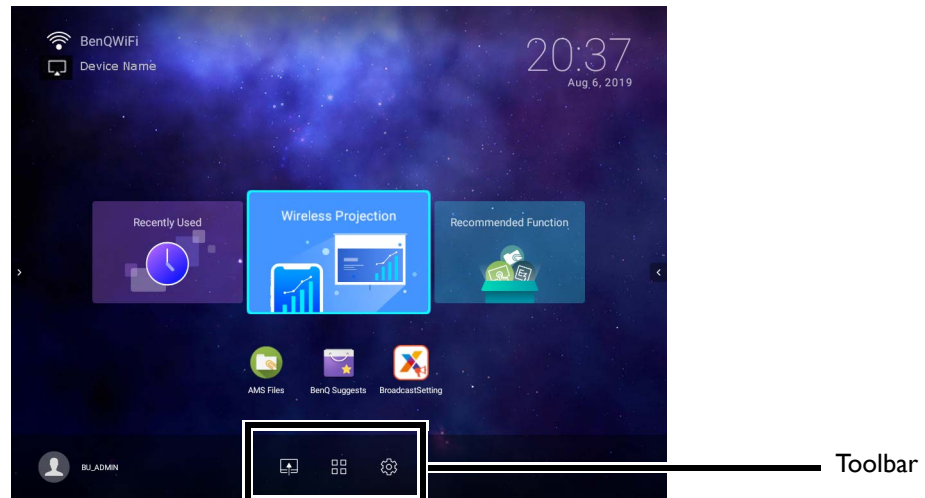 BenQWiFi
Device Name
20:37
Aug 6, 2019
Recently Used
Wireless Projection
Recommended Function
AMS Files
BenQ Suggests
BroadcastSetting
BU_ADMIN
Toolbar